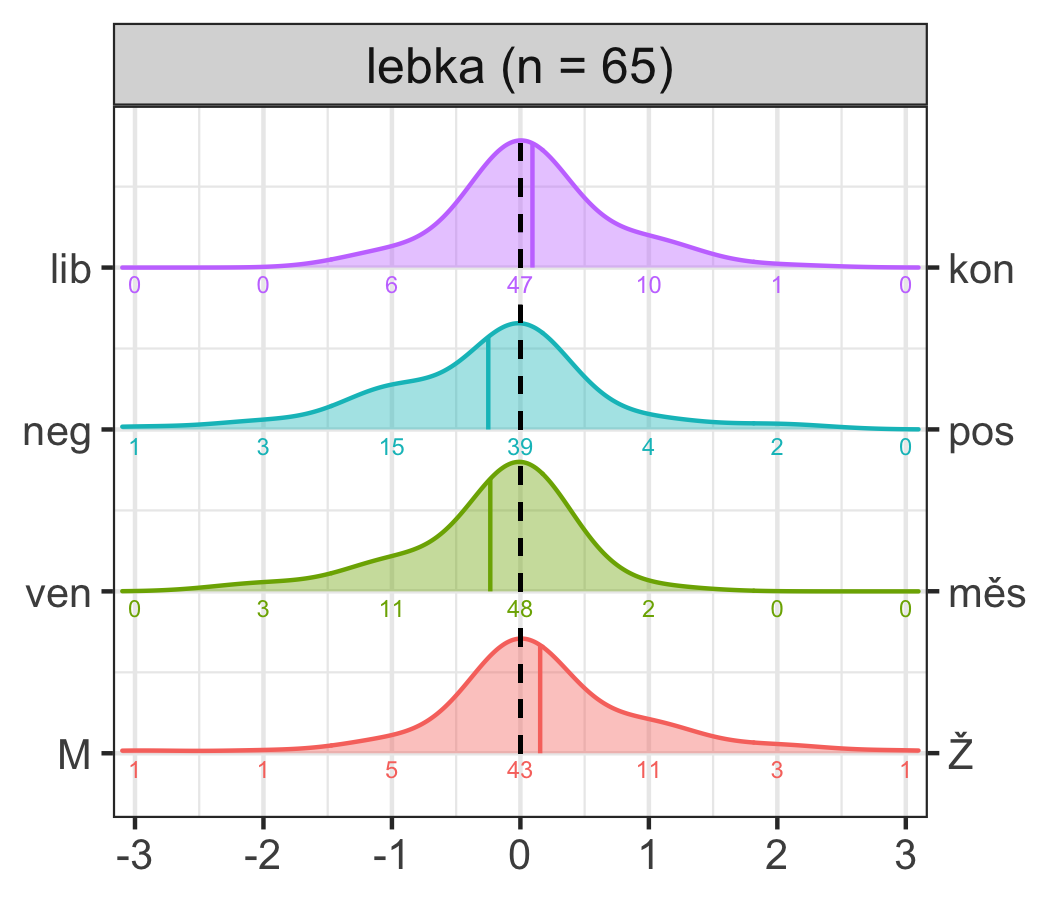 lebka (n = 65)
lib kon
0 0 6 47 10 1 0
neg pos
1 3 15 39 4 2 0
ven měs
0 3 11 48 2 0 0
M Ž
1 1 5 43 11 3 1
-3 -2 -1 0 1 2 3